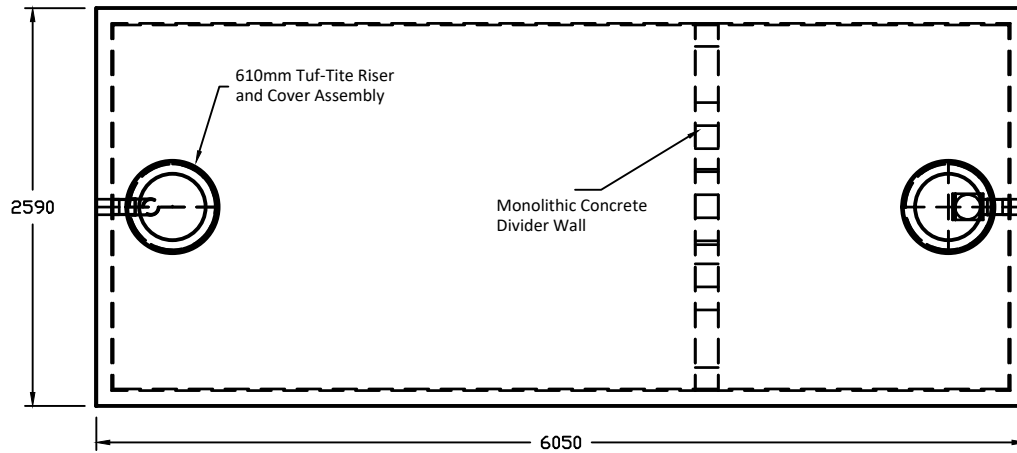 610mm Tuf-Tite Riser
and Cover Assembly
2590
Monolithic Concrete
Divider Wall
6050